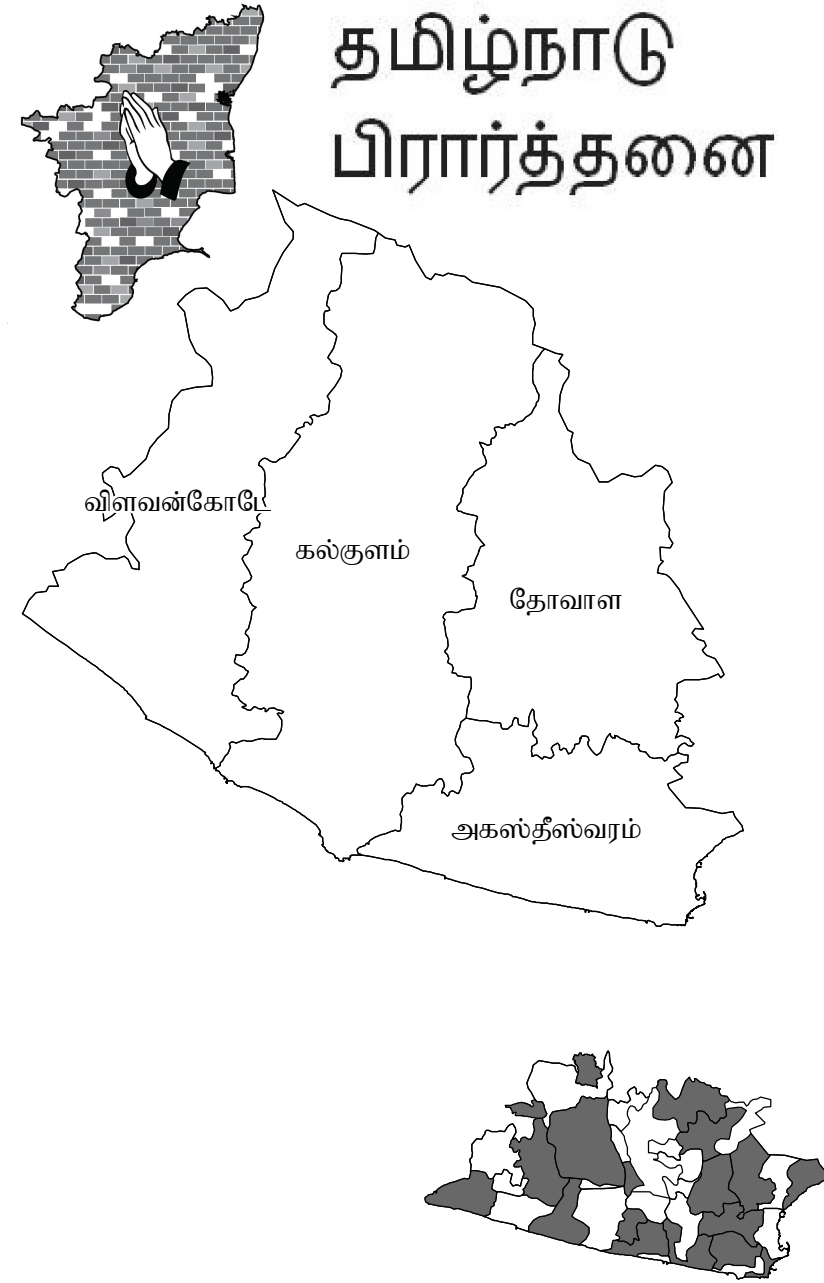 தமிழ்நாடு
பிரார்த்தனை
விளவன்கோடே
கல்குளம்
தோவாள
அகஸ்தீஸ்வரம்